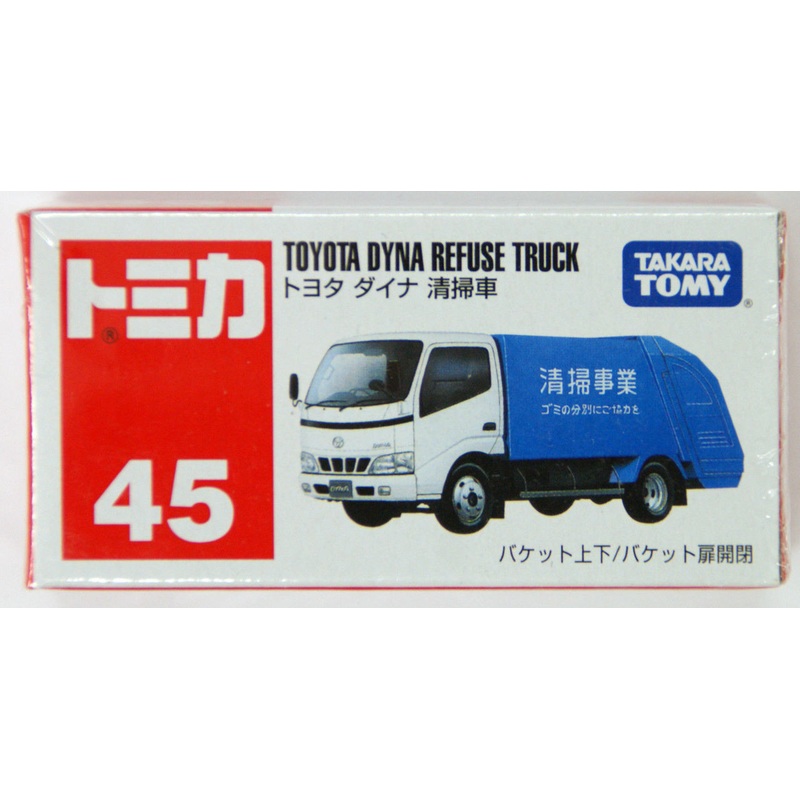 トミカ
®
45
TOYOTA DYNA REFUSE TRUCK
トヨタ ダイナ 清掃車
TAKARA
TOMY®
清掃事業
ゴミの分別にご協力を
バケット上下/バケット扉開閉